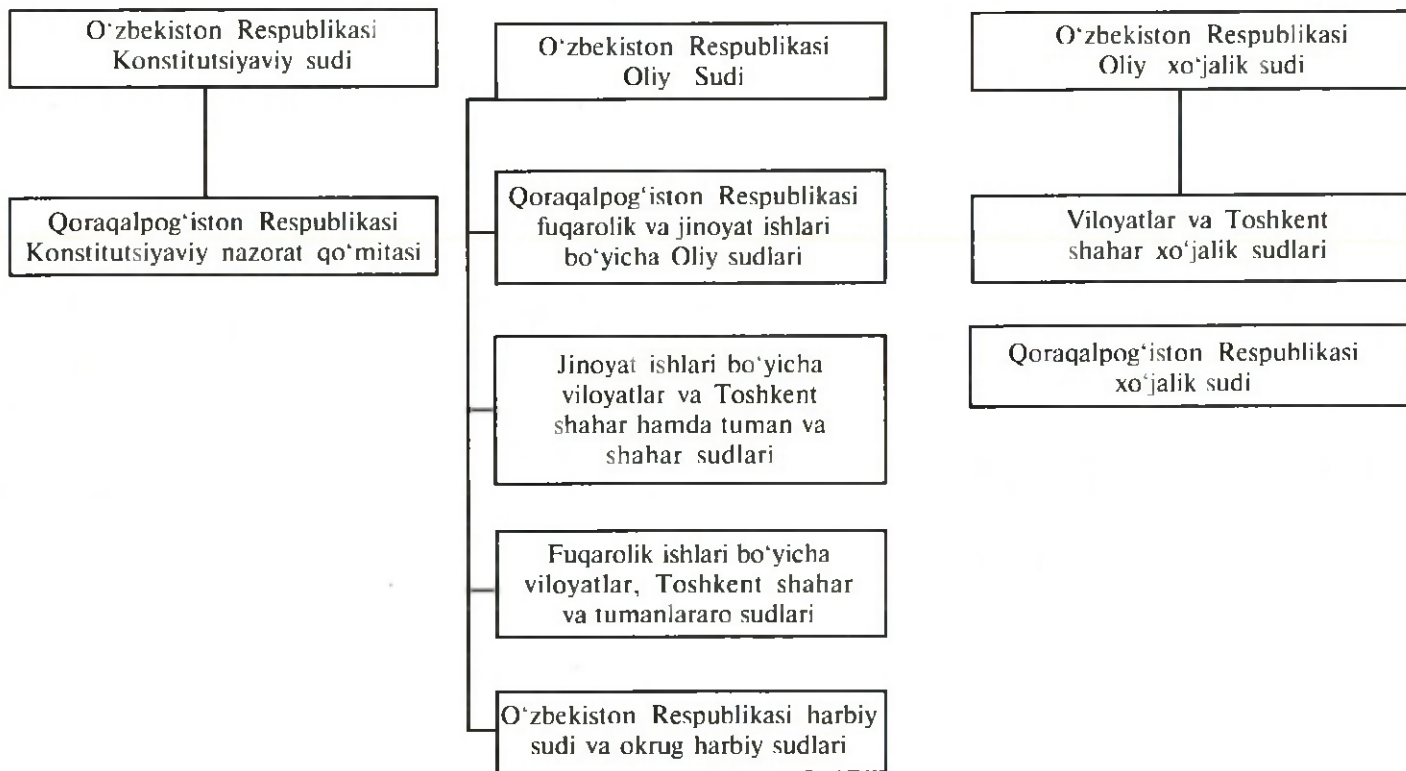 O‘zbekiston Respublikasi
Konstitutsiyaviy sudi
Qoraqalpog‘iston Respublikasi
Konstitutsiyaviy nazorat qo‘mitasi
O‘zbekiston Respublikasi
Oliy Sudi
Qoraqalpog‘iston Respublikasi
fuqarolik va jinoyat ishlari
bo‘yicha Oliy sudlari
Jinoyat ishlari bo‘yicha
viloyatlar va Toshkent
shahar hamda tuman va
shahar sudlari
Fuqarolik ishlari bo‘yicha
viloyatlar, Toshkent shahar
va tumanlararo sudlari
O‘zbekiston Respublikasi harbiy
sudi va okrug harbiy sudlari
O‘zbekiston Respublikasi
Oliy xo‘jalik sudi
Viloyatlar va Toshkent
shahar xo‘jalik sudlari
Qoraqalpog‘iston Respublikasi
xo‘jalik sudi